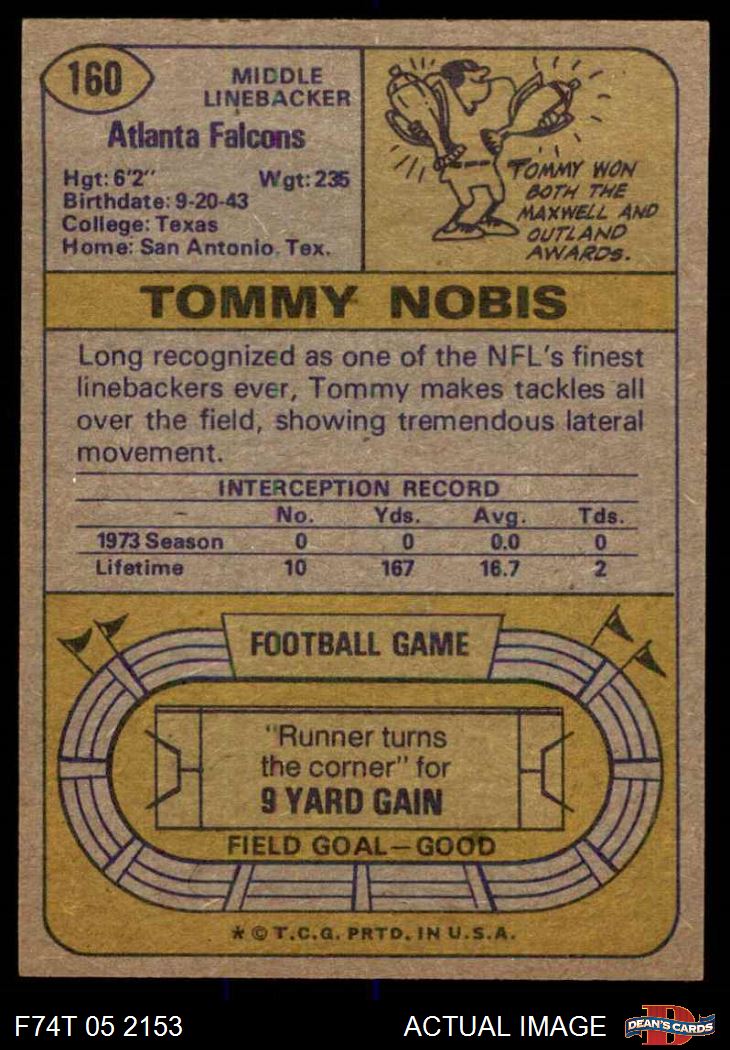 160
MIDDLE
LINEBACKER
Atlanta Falcons
Hgt: 6'2" Wgt: 235
Birthdate: 9-20-43
College: Texas
Home: San Antonio, Tex.
TOMMY WON
BOTH THE
MAXWELL AND
OUTLAND
AWARDS.
TOMMY NOBIS
Long recognized as one of the NFL's finest
linebackers ever, Tommy makes tackles all
over the field, showing tremendous lateral
movement.
INTERCEPTION RECORD
No. Yds. Avg. Tds.
1973 Season 0 0 0.0 0
Lifetime 10 167 16.7 2
FOOTBALL GAME
"Runner turns
the corner" for
9 YARD GAIN
FIELD GOAL—GOOD
* © T.C.G. PRTD. IN U.S.A.
F74T 05 2153 ACTUAL IMAGE D DEAN'S CARDS